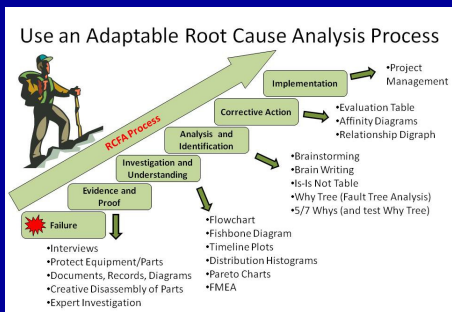 Use an Adaptable Root Cause Analysis Process
RCFA Process
Implementation
•Project
Management
Corrective Action
•Evaluation Table
•Affinity Diagrams
•Relationship Digraph
Analysis and
Identification
•Brainstorming
•Brain Writing
•Is-Is Not Table
•Why Tree (Fault Tree Analysis)
•5/7 Whys (and test Why Tree)
Investigation and
Understanding
•Flowchart
•Fishbone Diagram
•Timeline Plots
•Distribution Histograms
•Pareto Charts
•FMEA
Evidence and
Proof
Failure
•Interviews
•Protect Equipment/Parts
•Documents, Records, Diagrams
•Creative Disassembly of Parts
•Expert Investigation